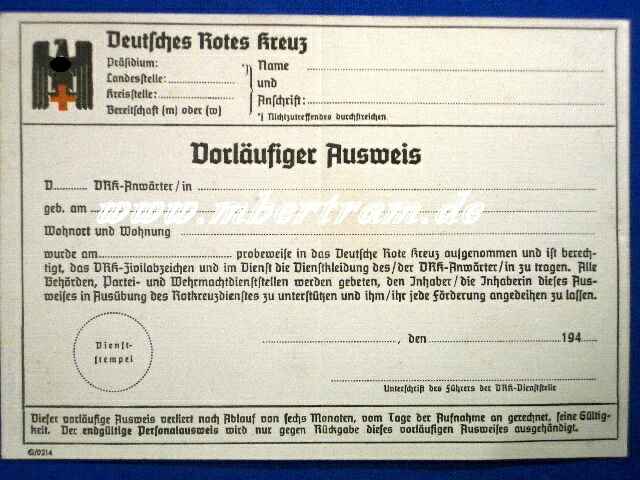 Deutsches Rotes Kreuz
Präsidium:
Landesstelle:
Kreisstelle:
Bereitschaft (m) oder (w)
*) Name
und
Anschrift:
*) Nichtzutreffendes durchstreichen
Vorläufiger Ausweis
D.......... DRK-Anwärter/in
geb. am
www.mbertram.de
Wohnort und Wohnung
wurde am.............................. probeweise in das Deutsche Rote Kreuz aufgenommen und ist berech-
tigt, das DRK-Zivilabzeichen und im Dienst die Dienstkleidung des/der DRK-Anwärter/in zu tragen. Alle
Behörden, Partei- und Wehrmachtdienststellen werden gebeten, den Inhaber/die Inhaberin dieses Aus-
weises in Ausübung des Rotkreuzdienstes zu unterstützen und ihm/ihr jede Förderung angedeihen zu lassen.
Dienst-
stempel
, den 194
Unterschrift des Führers der DRK-Dienststelle
Dieser vorläufige Ausweis verliert nach Ablauf von sechs Monaten, vom Tage der Aufnahme an gerechnet, seine Gültig-
keit. Der endgültige Personalausweis wird nur gegen Rückgabe dieses vorläufigen Ausweises ausgehändigt.
G/0214